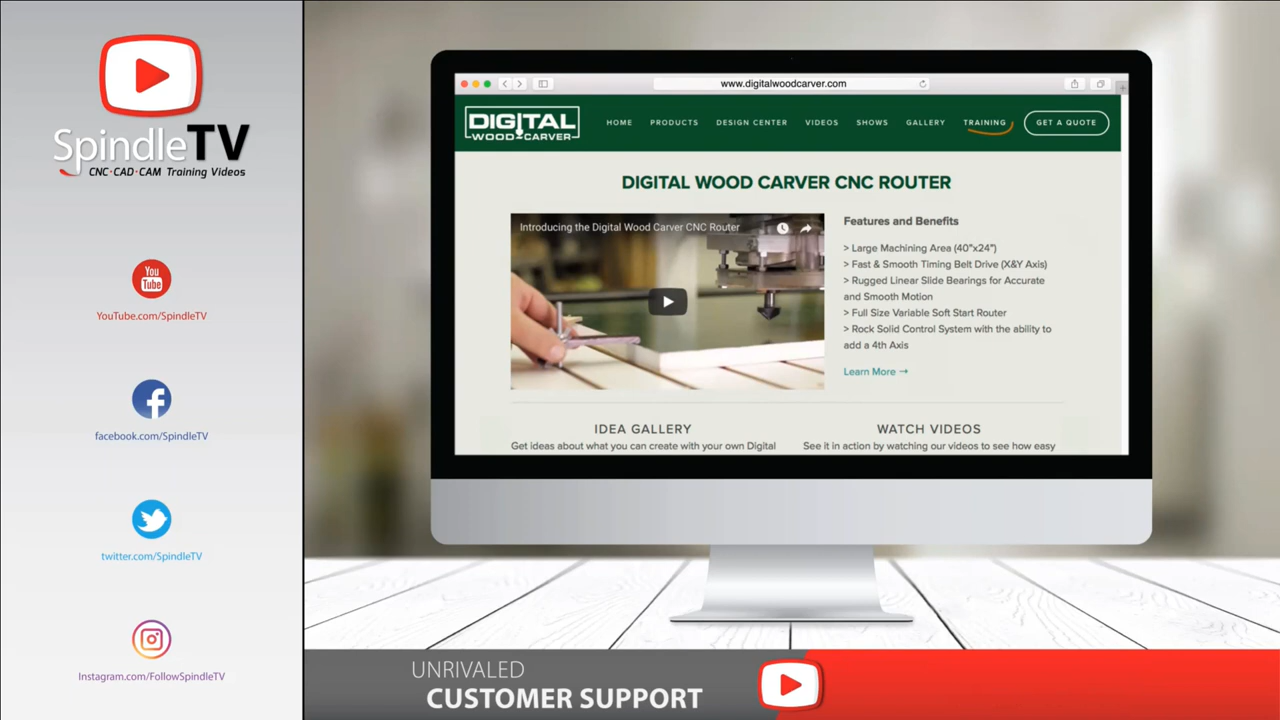 SpindleTV
CNC·CAD·CAM Training Videos
You
Tube
YouTube.com/SpindleTV
facebook.com/SpindleTV
twitter.com/SpindleTV
Instagram.com/FollowSpindleTV
www.digitalwoodcarver.com
DIGITAL
WOOD CARVER
HOME PRODUCTS DESIGN CENTER VIDEOS SHOWS GALLERY TRAINING GET A QUOTE
DIGITAL WOOD CARVER CNC ROUTER
Introducing the Digital Wood Carver CNC Router
Features and Benefits
> Large Machining Area (40"x24")
> Fast & Smooth Timing Belt Drive (X&Y Axis)
> Rugged Linear Slide Bearings for Accurate
and Smooth Motion
> Full Size Variable Soft Start Router
> Rock Solid Control System with the ability to
add a 4th Axis
Learn More →
IDEA GALLERY
Get ideas about what you can create with your own Digital
WATCH VIDEOS
See it in action by watching our videos to see how easy
UNRIVALED
CUSTOMER SUPPORT